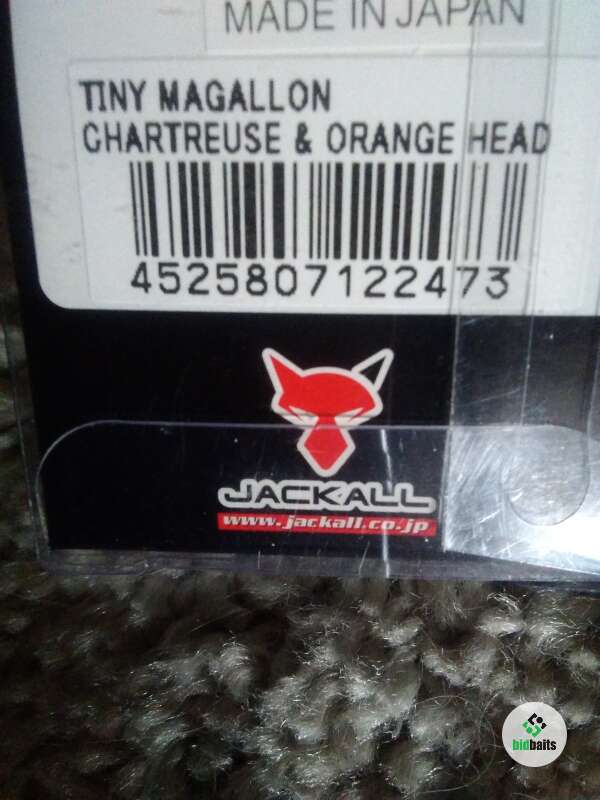 MADE IN JAPAN
TINY MAGALLON
CHARTREUSE & ORANGE HEAD
4525807122473
JACKALL
www.jackall.co.jp
bidbaits